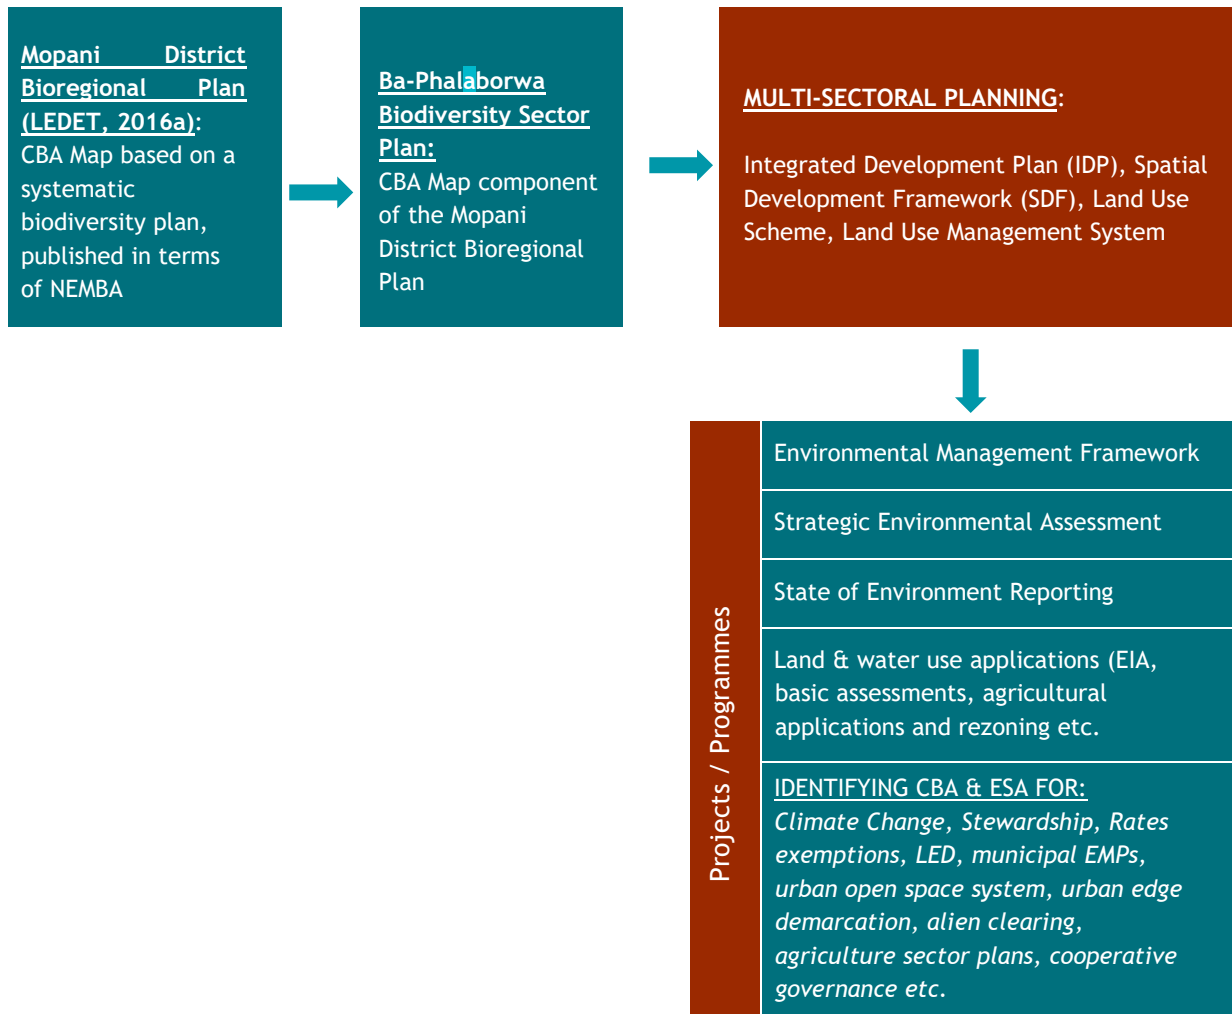 Mopani District
Bioregional Plan
(LEDET, 2016a):
CBA Map based on a
systematic
biodiversity plan,
published in terms
of NEMBA
Ba-Phalaborwa
Biodiversity Sector
Plan:
CBA Map component
of the Mopani
District Bioregional
Plan
MULTI-SECTORAL PLANNING:
Integrated Development Plan (IDP), Spatial
Development Framework (SDF), Land Use
Scheme, Land Use Management System
Projects / Programmes
Environmental Management Framework
Strategic Environmental Assessment
State of Environment Reporting
Land & water use applications (EIA,
basic assessments, agricultural
applications and rezoning etc.
IDENTIFYING CBA & ESA FOR:
Climate Change, Stewardship, Rates
exemptions, LED, municipal EMPs,
urban open space system, urban edge
demarcation, alien clearing,
agriculture sector plans, cooperative
governance etc.